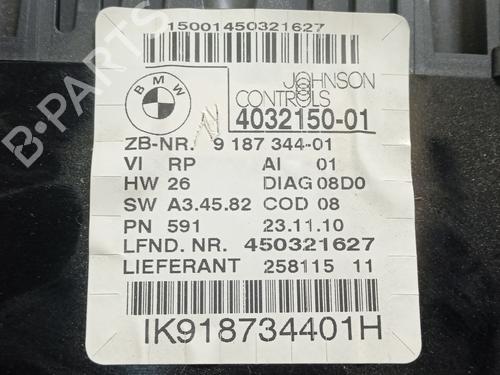 15001450321627
BMW
JOHNSON
CONTROLS
4032150-01
ZB-NR. 9 187 344-01
VI RP AI 01
HW 26 DIAG 08D0
SW A3.45.82 COD 08
PN 591 23.11.10
LFND. NR. 450321627
LIEFERANT 258115 11
IK918734401H
B-PARTS